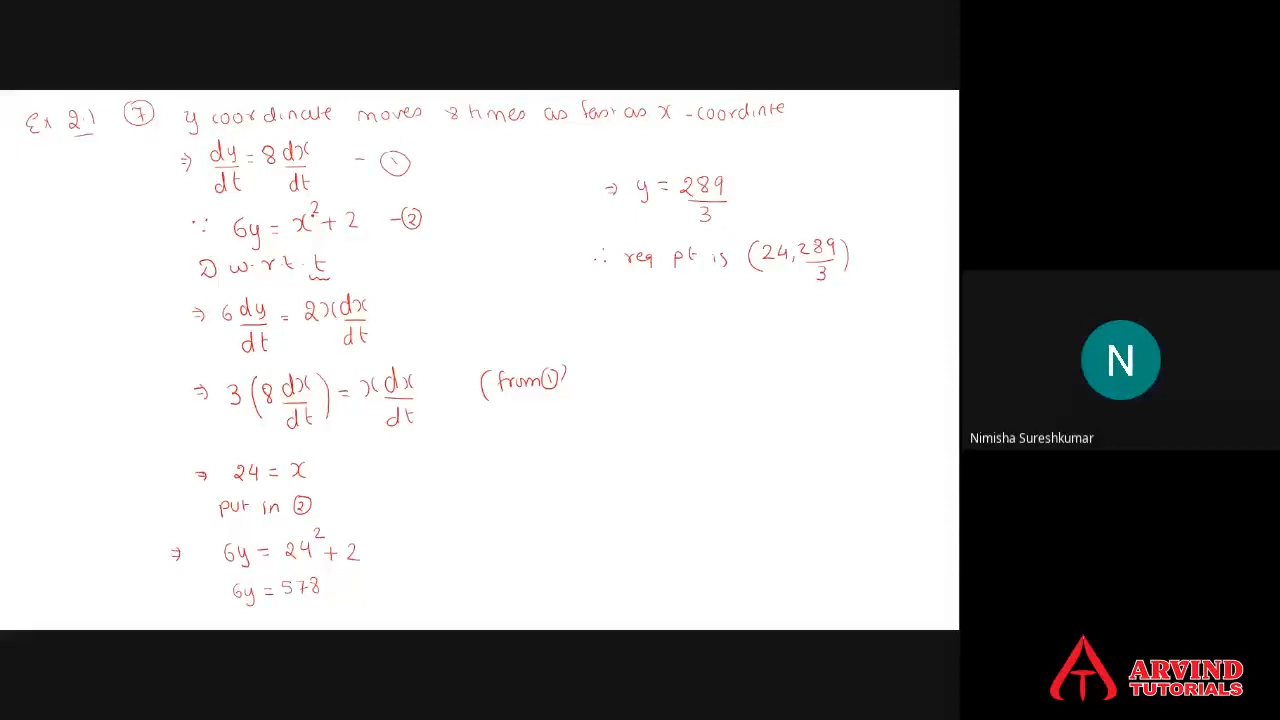 Ex 2.1 ⑦ y coordinate moves 8 times as fast as x - coordinte
⇒ dy/dt = 8 dx/dt - ①
∵ 6y = x² + 2 - ②
D w.r.t. t
⇒ 6 dy/dt = 2x dx/dt
⇒ 3 (8 dx/dt) = x dx/dt (from ①)
⇒ 24 = x
put in ②
⇒ 6y = 24² + 2
6y = 578
⇒ y = 289/3
∴ req pt is (24, 289/3)
N
Nimisha Sureshkumar
ARVIND
TUTORIALS